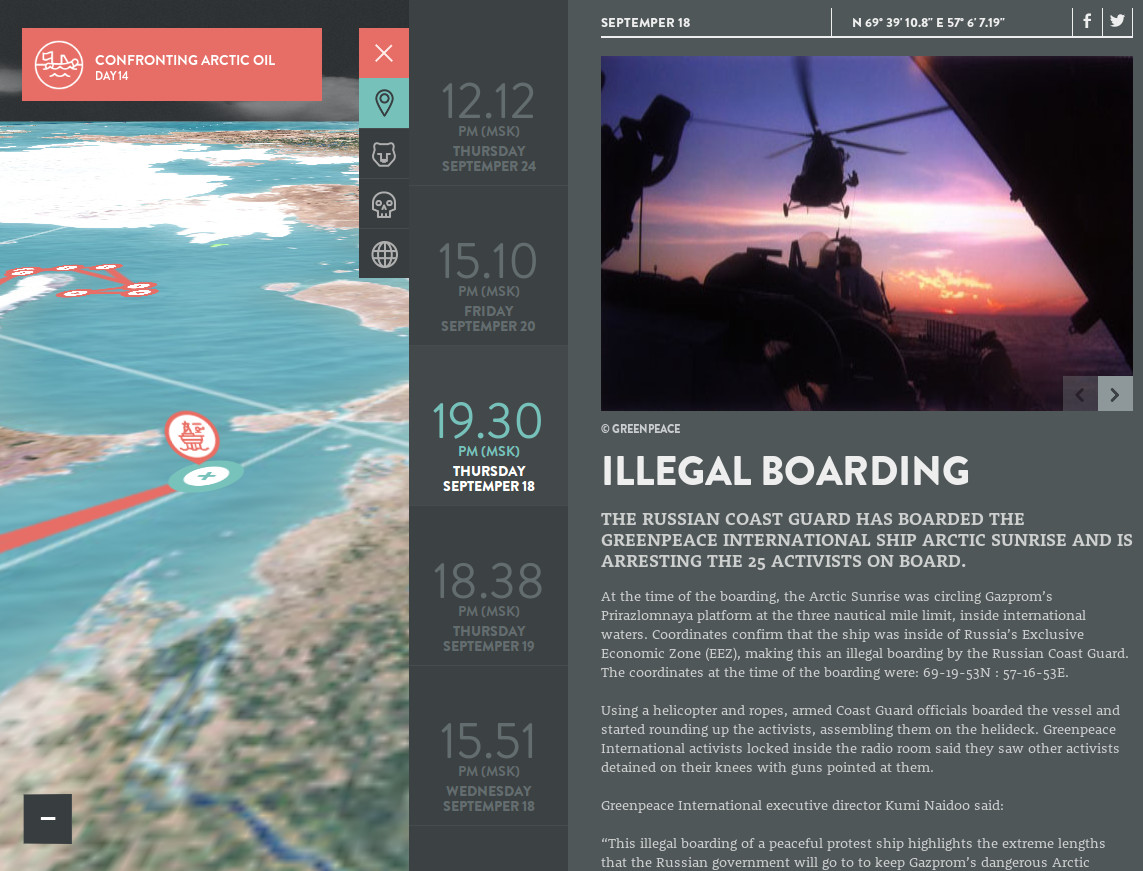 CONFRONTING ARCTIC OIL
DAY 14
12.12
PM (MSK)
THURSDAY
SEPTEMBER 24
15.10
PM (MSK)
FRIDAY
SEPTEMBER 20
19.30
PM (MSK)
THURSDAY
SEPTEMBER 18
18.38
PM (MSK)
THURSDAY
SEPTEMBER 19
15.51
PM (MSK)
WEDNESDAY
SEPTEMBER 18
SEPTEMPER 18
N 69° 39' 10.8" E 57° 6' 7.19"
© GREENPEACE
ILLEGAL BOARDING
THE RUSSIAN COAST GUARD HAS BOARDED THE
GREENPEACE INTERNATIONAL SHIP ARCTIC SUNRISE AND IS
ARRESTING THE 25 ACTIVISTS ON BOARD.
At the time of the boarding, the Arctic Sunrise was circling Gazprom’s
Prirazlomnaya platform at the three nautical mile limit, inside international
waters. Coordinates confirm that the ship was inside of Russia’s Exclusive
Economic Zone (EEZ), making this an illegal boarding by the Russian Coast Guard.
The coordinates at the time of the boarding were: 69-19-53N : 57-16-53E.
Using a helicopter and ropes, armed Coast Guard officials boarded the vessel and
started rounding up the activists, assembling them on the helideck. Greenpeace
International activists locked inside the radio room said they saw other activists
detained on their knees with guns pointed at them.
Greenpeace International executive director Kumi Naidoo said:
“This illegal boarding of a peaceful protest ship highlights the extreme lengths
that the Russian government will go to to keep Gazprom’s dangerous Arctic